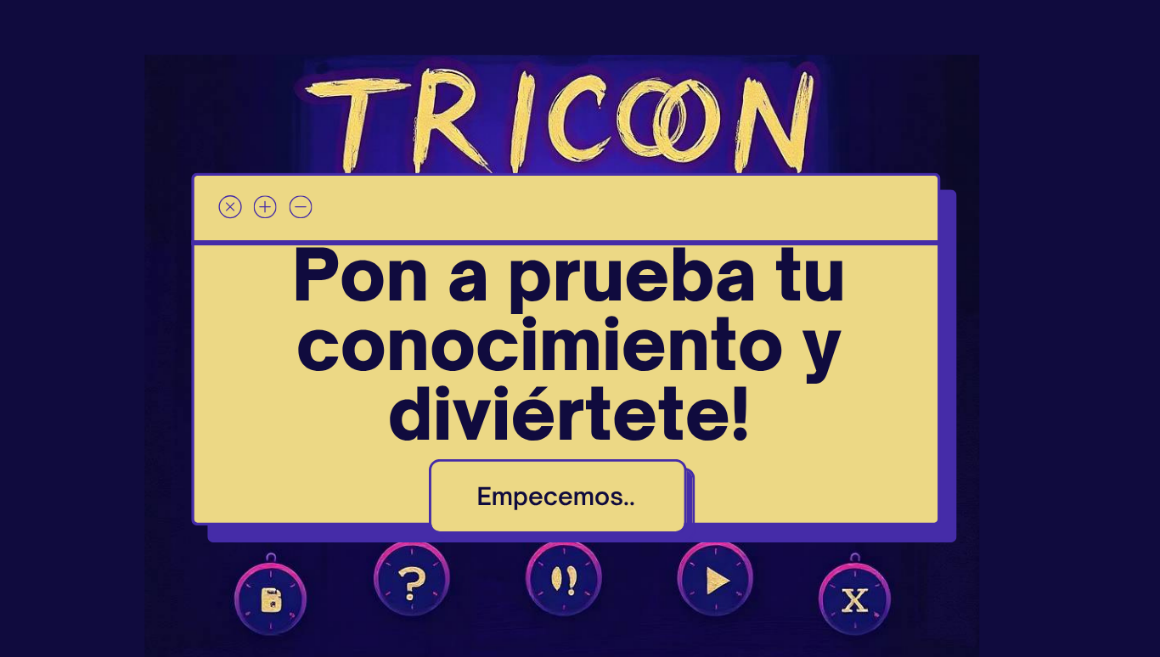 TRICOON
Pon a prueba tu
conocimiento y
diviértete!
Empecemos..
? ! X